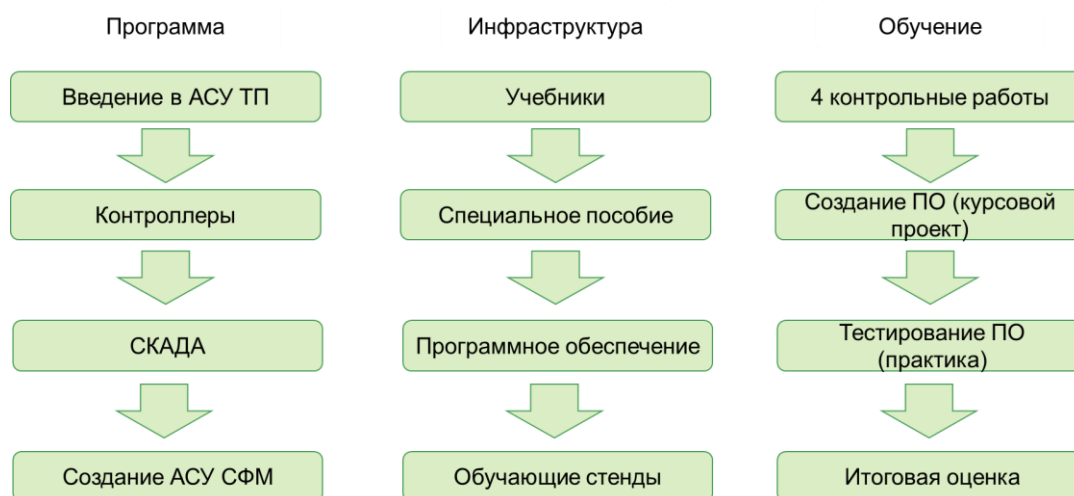 Программа
Инфраструктура
Обучение
Введение в АСУ ТП
Учебники
4 контрольные работы
Контроллеры
Специальное пособие
Создание ПО (курсовой
проект)
СКАДА
Программное обеспечение
Тестирование ПО
(практика)
Создание АСУ СФМ
Обучающие стенды
Итоговая оценка